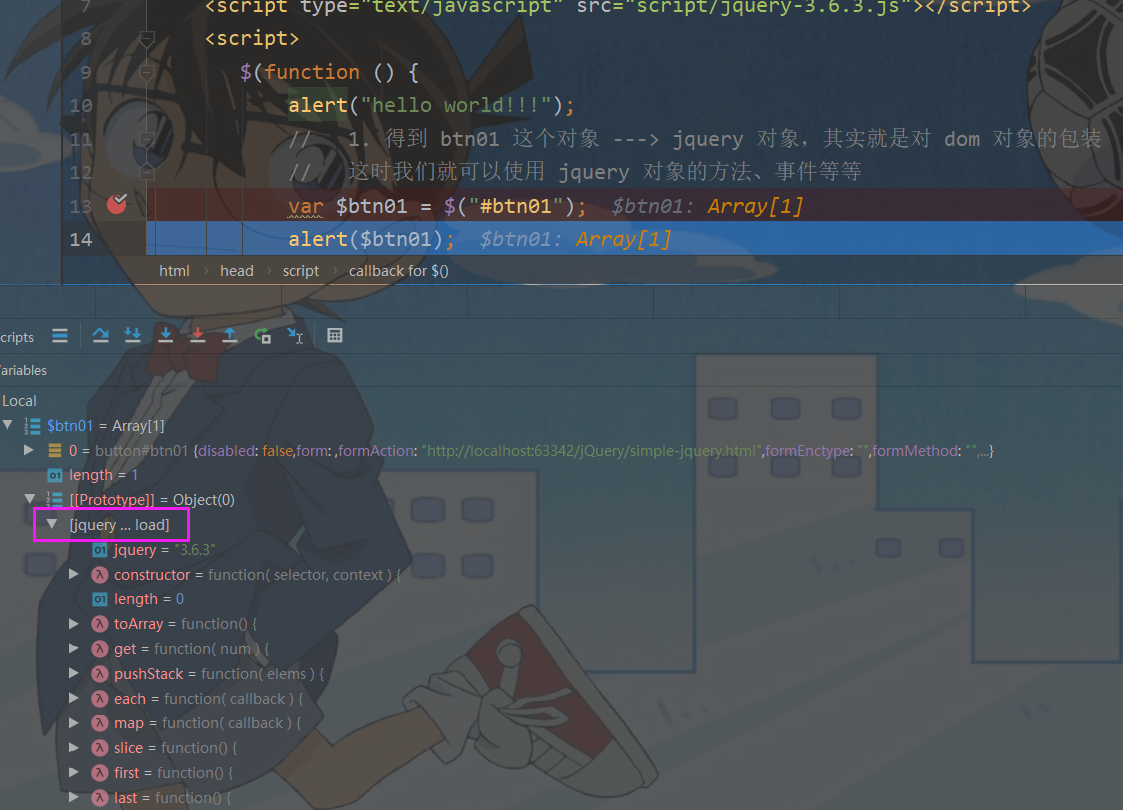 7 <script type="text/javascript" src="script/jquery-3.6.3.js"></script>
8 <script>
9 $(function () {
10 alert("hello world!!!");
11 // 1. 得到 btn01 这个对象 ---> jquery 对象，其实就是对 dom 对象的包装
12 // 这时我们就可以使用 jquery 对象的方法、事件等等
13 var $btn01 = $("#btn01"); $btn01: Array[1]
14 alert($btn01); $btn01: Array[1]
html › head › script › callback for $()
cripts
ariables
Local
$btn01 = Array[1]
0 = button#btn01 {disabled: false,form: ,formAction: "http://localhost:63342/jQuery/simple-jquery.html",formEnctype: "",formMethod: "",...}
length = 1
[[Prototype]] = Object(0)
[jquery ... load]
jquery = "3.6.3"
constructor = function( selector, context ) {
length = 0
toArray = function() {
get = function( num ) {
pushStack = function( elems ) {
each = function( callback ) {
map = function( callback ) {
slice = function() {
first = function() {
last = function() {